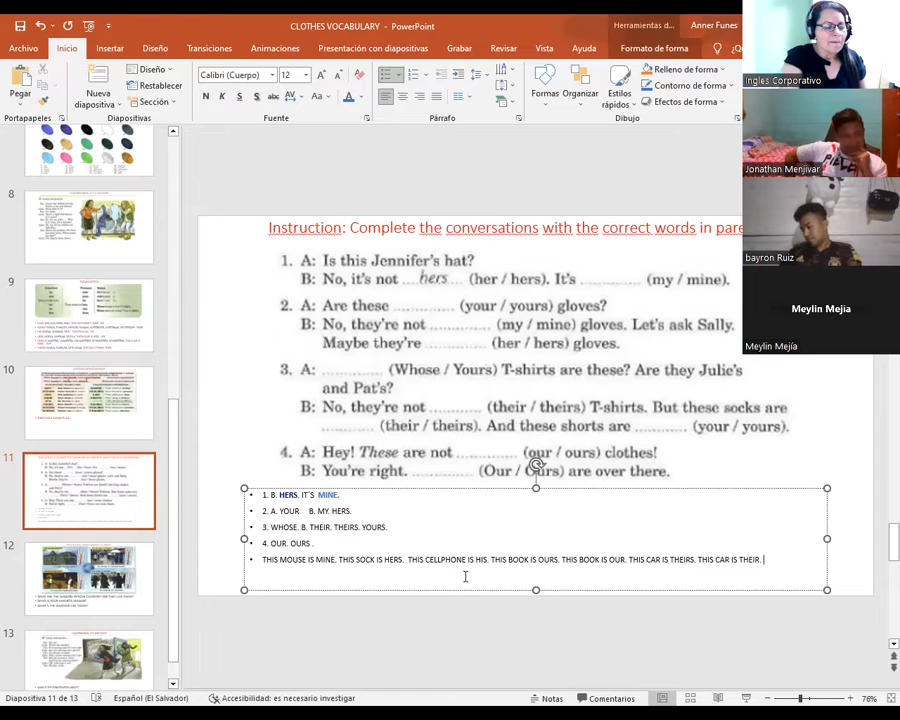 CLOTHES VOCABULARY - PowerPoint
Herramientas d...
Anner Funes
Archivo
Inicio
Insertar
Diseño
Transiciones
Animaciones
Presentación con diapositivas
Grabar
Revisar
Vista
Ayuda
Formato de forma
Pegar
Nueva
diapositiva
Diseño
Restablecer
Sección
Calibri (Cuerpo)
12
N K S
Aa
Formas
Organizar
Estilos
rápidos
Relleno de forma
Contorno de forma
Efectos de forma
Portapapeles
Diapositivas
Fuente
Párrafo
Dibujo
Ingles Corporativo
Jonathan Menjivar
bayron Ruiz
Meylin Mejia
Meylin Mejía
8
9
10
11
12
13
Instruction: Complete the conversations with the correct words in pare
1. A: Is this Jennifer's hat?
B: No, it's not ....hers.... (her / hers). It's .............. (my / mine).
2. A: Are these .............. (your / yours) gloves?
B: No, they're not .............. (my / mine) gloves. Let's ask Sally.
Maybe they're .............. (her / hers) gloves.
3. A: .............. (Whose / Yours) T-shirts are these? Are they Julie's
and Pat's?
B: No, they're not .............. (their / theirs) T-shirts. But these socks are
.............. (their / theirs). And these shorts are .............. (your / yours).
4. A: Hey! These are not .............. (our / ours) clothes!
B: You're right. .............. (Our / Ours) are over there.
• 1. B. HERS. IT´S MINE.
• 2. A. YOUR B. MY. HERS.
• 3. WHOSE. B. THEIR. THEIRS. YOURS.
• 4. OUR. OURS .
• THIS MOUSE IS MINE. THIS SOCK IS HERS. THIS CELLPHONE IS HIS. THIS BOOK IS OURS. THIS BOOK IS OUR. THIS CAR IS THEIRS. THIS CAR IS THEIR.
Diapositiva 11 de 13
Español (El Salvador)
Accesibilidad: es necesario investigar
Notas
Comentarios
76%